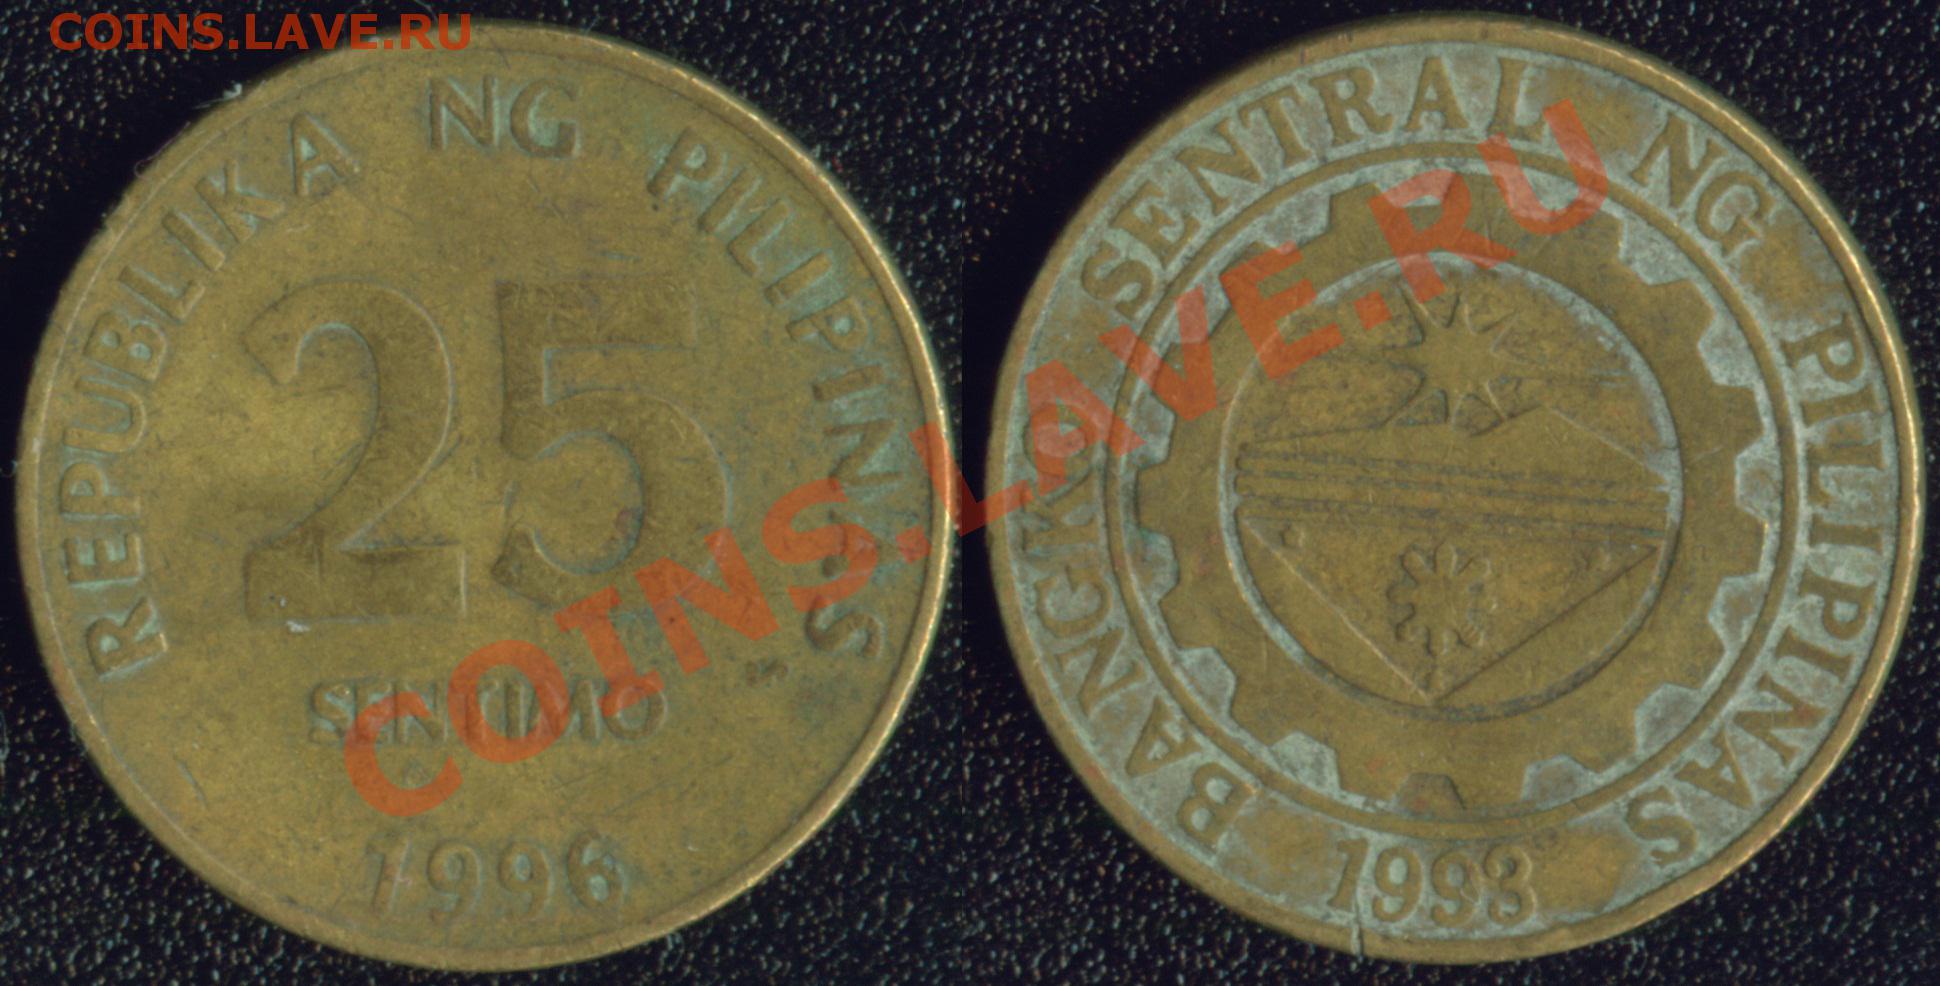 COINS.LAVE.RU
REPUBLIKA NG PILIPINAS
25
SENTIMO
1996
BANGKO SENTRAL NG PILIPINAS
1993
COINS.LAVE.RU